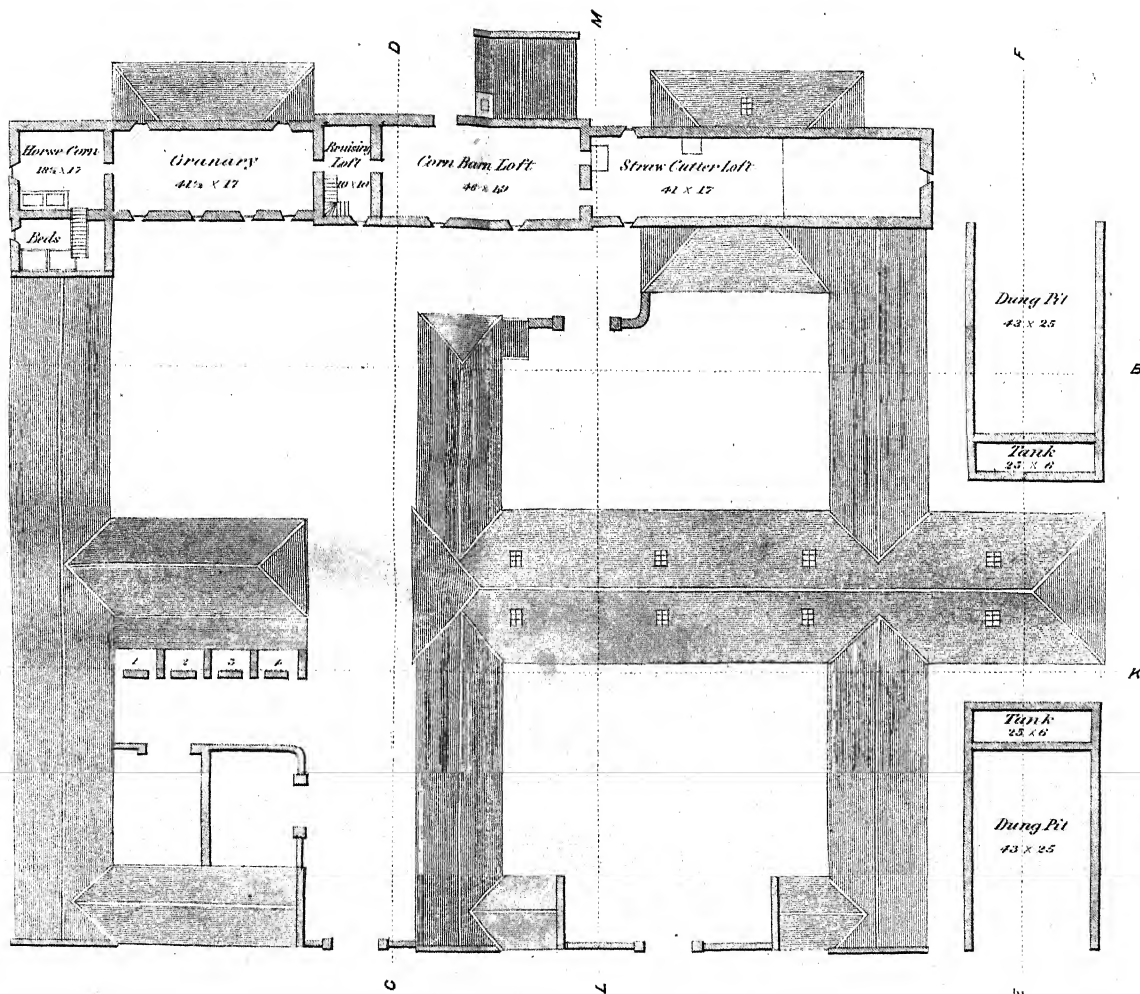 M
D
F
Horse Corn
18½ x 17
Granary
41½ x 17
Bruising
Loft
10 x 10
Corn Barn Loft
Straw Cutter Loft
41 x 17
Beds
Dung Pit
43 x 25
B
Tank
25 x 6
1 2 3 4
K
Tank
25 x 6
Dung Pit
43 x 25
C
L